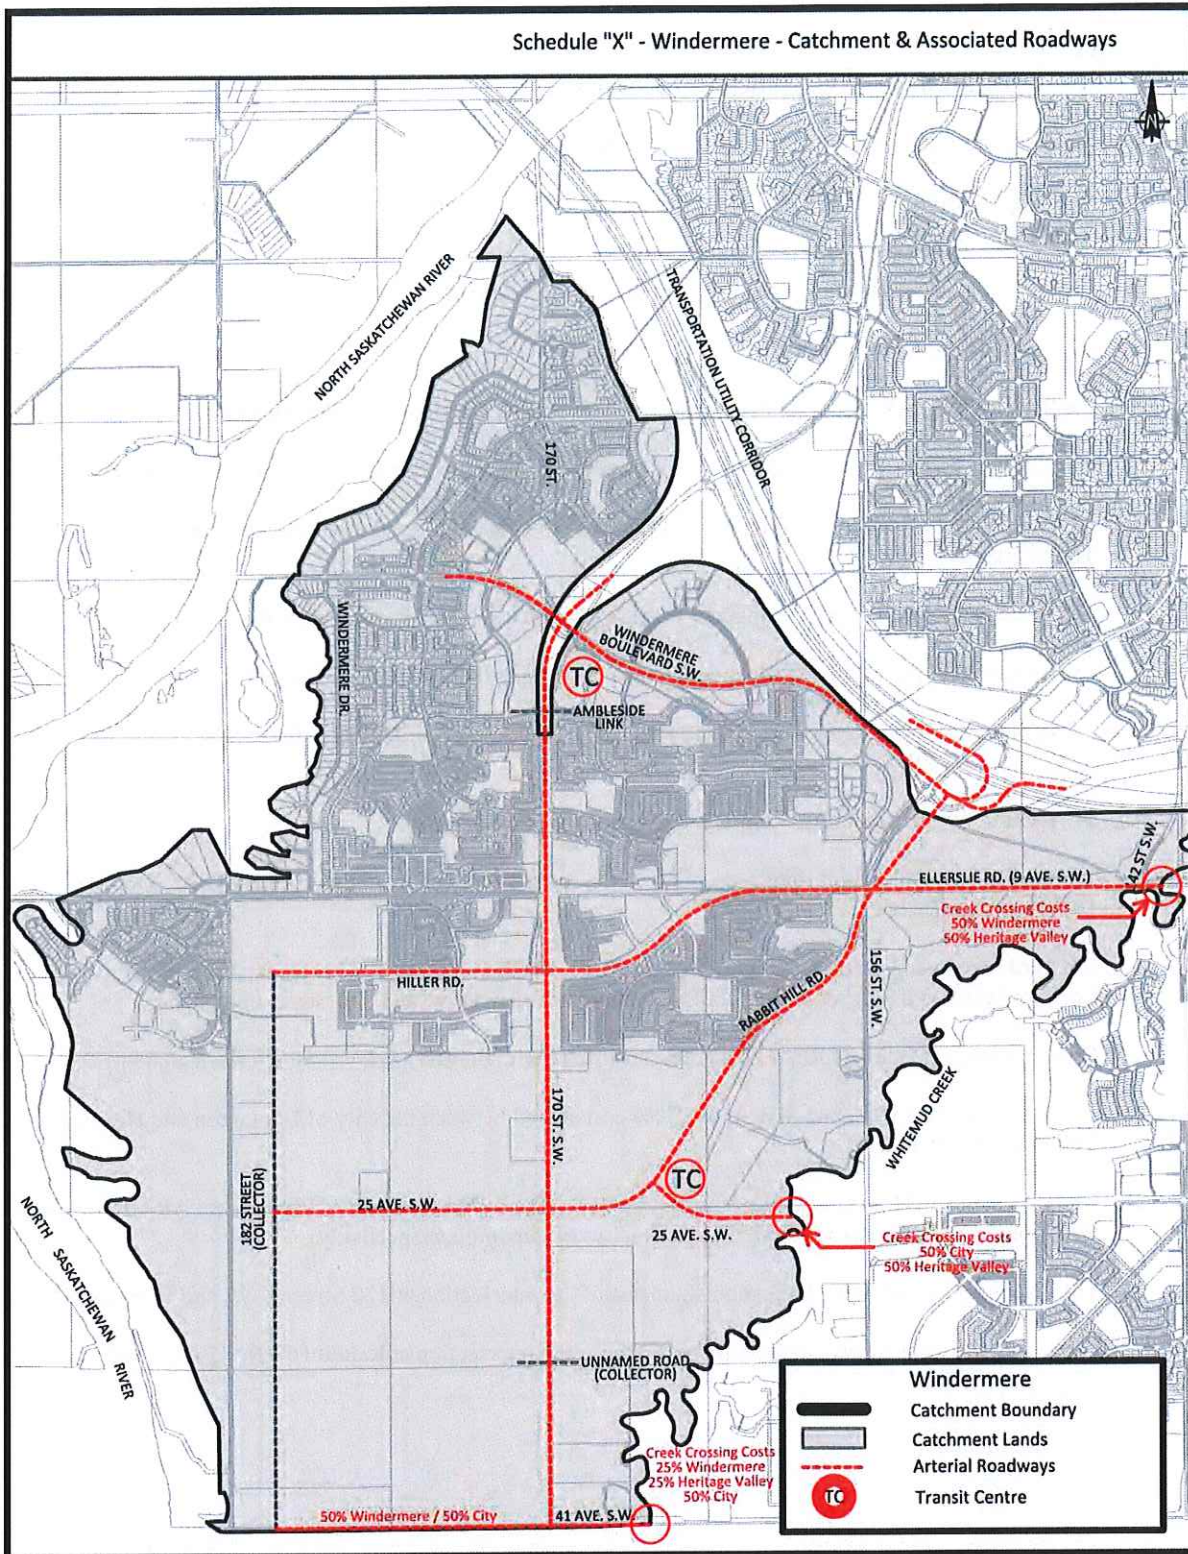 Schedule "X" - Windermere - Catchment & Associated Roadways
N
NORTH SASKATCHEWAN RIVER
TRANSPORTATION UTILITY CORRIDOR
170 ST.
WINDERMERE DR.
WINDERMERE
BOULEVARD S.W.
TC
AMBLESIDE
LINK
142 ST S.W.
ELLERSLIE RD. (9 AVE. S.W.)
Creek Crossing Costs
50% Windermere
50% Heritage Valley
HILLER RD.
RABBIT HILL RD.
156 ST. S.W.
WHITEMUD CREEK
170 ST. S.W.
TC
182 STREET
(COLLECTOR)
25 AVE. S.W.
25 AVE. S.W.
Creek Crossing Costs
50% City
50% Heritage Valley
NORTH SASKATCHEWAN RIVER
UNNAMED ROAD
(COLLECTOR)
Creek Crossing Costs
25% Windermere
25% Heritage Valley
50% City
50% Windermere / 50% City
41 AVE. S.W.
Windermere
Catchment Boundary
Catchment Lands
Arterial Roadways
TC
Transit Centre